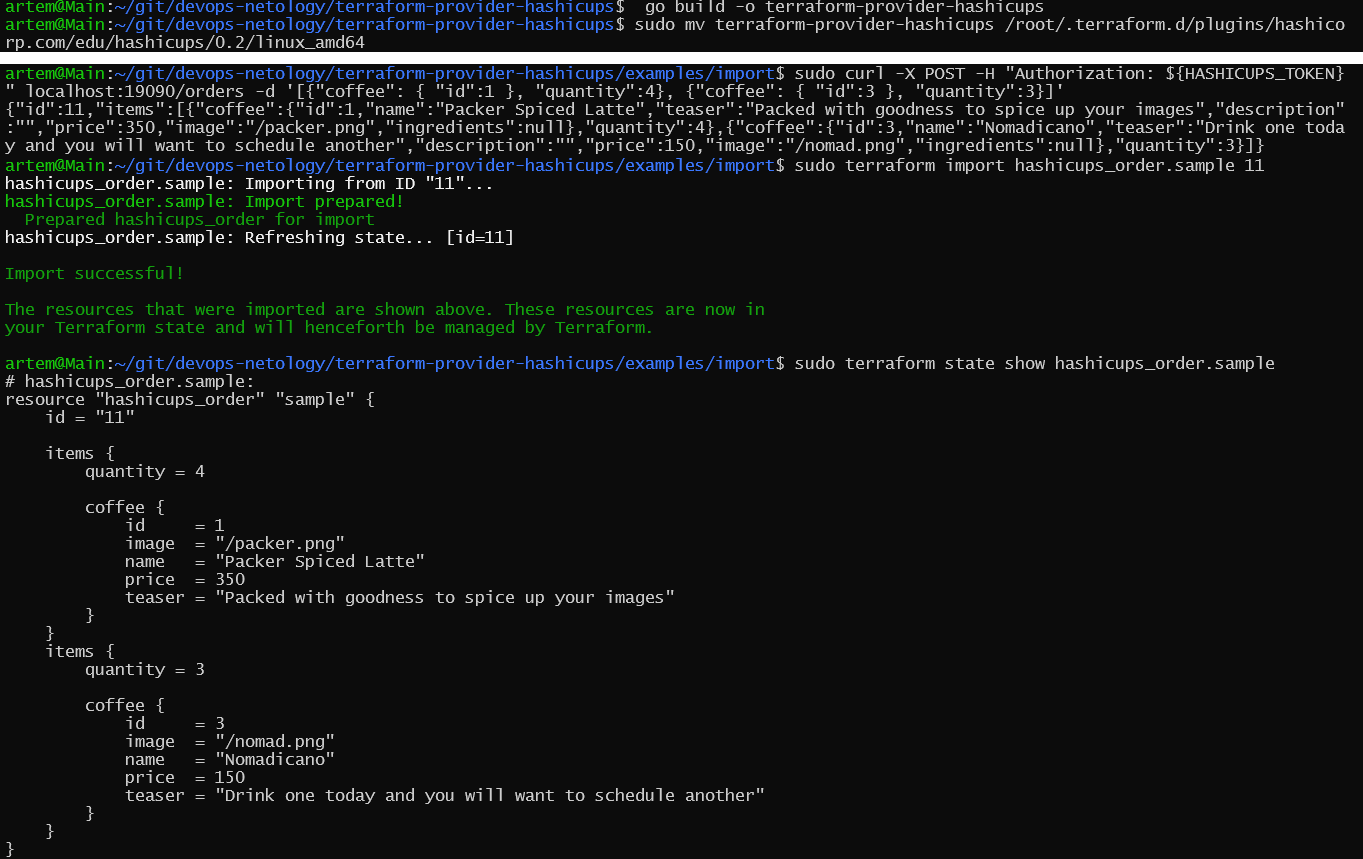 artem@Main:~/git/devops-netology/terraform-provider-hashicups$  go build -o terraform-provider-hashicups
artem@Main:~/git/devops-netology/terraform-provider-hashicups$ sudo mv terraform-provider-hashicups /root/.terraform.d/plugins/hashico
rp.com/edu/hashicups/0.2/linux_amd64
artem@Main:~/git/devops-netology/terraform-provider-hashicups/examples/import$ sudo curl -X POST -H "Authorization: ${HASHICUPS_TOKEN}
" localhost:19090/orders -d '[{"coffee": { "id":1 }, "quantity":4}, {"coffee": { "id":3 }, "quantity":3}]'
{"id":11,"items":[{"coffee":{"id":1,"name":"Packer Spiced Latte","teaser":"Packed with goodness to spice up your images","description"
:"","price":350,"image":"/packer.png","ingredients":null},"quantity":4},{"coffee":{"id":3,"name":"Nomadicano","teaser":"Drink one toda
y and you will want to schedule another","description":"","price":150,"image":"/nomad.png","ingredients":null},"quantity":3}]}
artem@Main:~/git/devops-netology/terraform-provider-hashicups/examples/import$ sudo terraform import hashicups_order.sample 11
hashicups_order.sample: Importing from ID "11"...
hashicups_order.sample: Import prepared!
  Prepared hashicups_order for import
hashicups_order.sample: Refreshing state... [id=11]

Import successful!

The resources that were imported are shown above. These resources are now in
your Terraform state and will henceforth be managed by Terraform.

artem@Main:~/git/devops-netology/terraform-provider-hashicups/examples/import$ sudo terraform state show hashicups_order.sample
# hashicups_order.sample:
resource "hashicups_order" "sample" {
    id = "11"

    items {
        quantity = 4

        coffee {
            id     = 1
            image  = "/packer.png"
            name   = "Packer Spiced Latte"
            price  = 350
            teaser = "Packed with goodness to spice up your images"
        }
    }
    items {
        quantity = 3

        coffee {
            id     = 3
            image  = "/nomad.png"
            name   = "Nomadicano"
            price  = 150
            teaser = "Drink one today and you will want to schedule another"
        }
    }
}